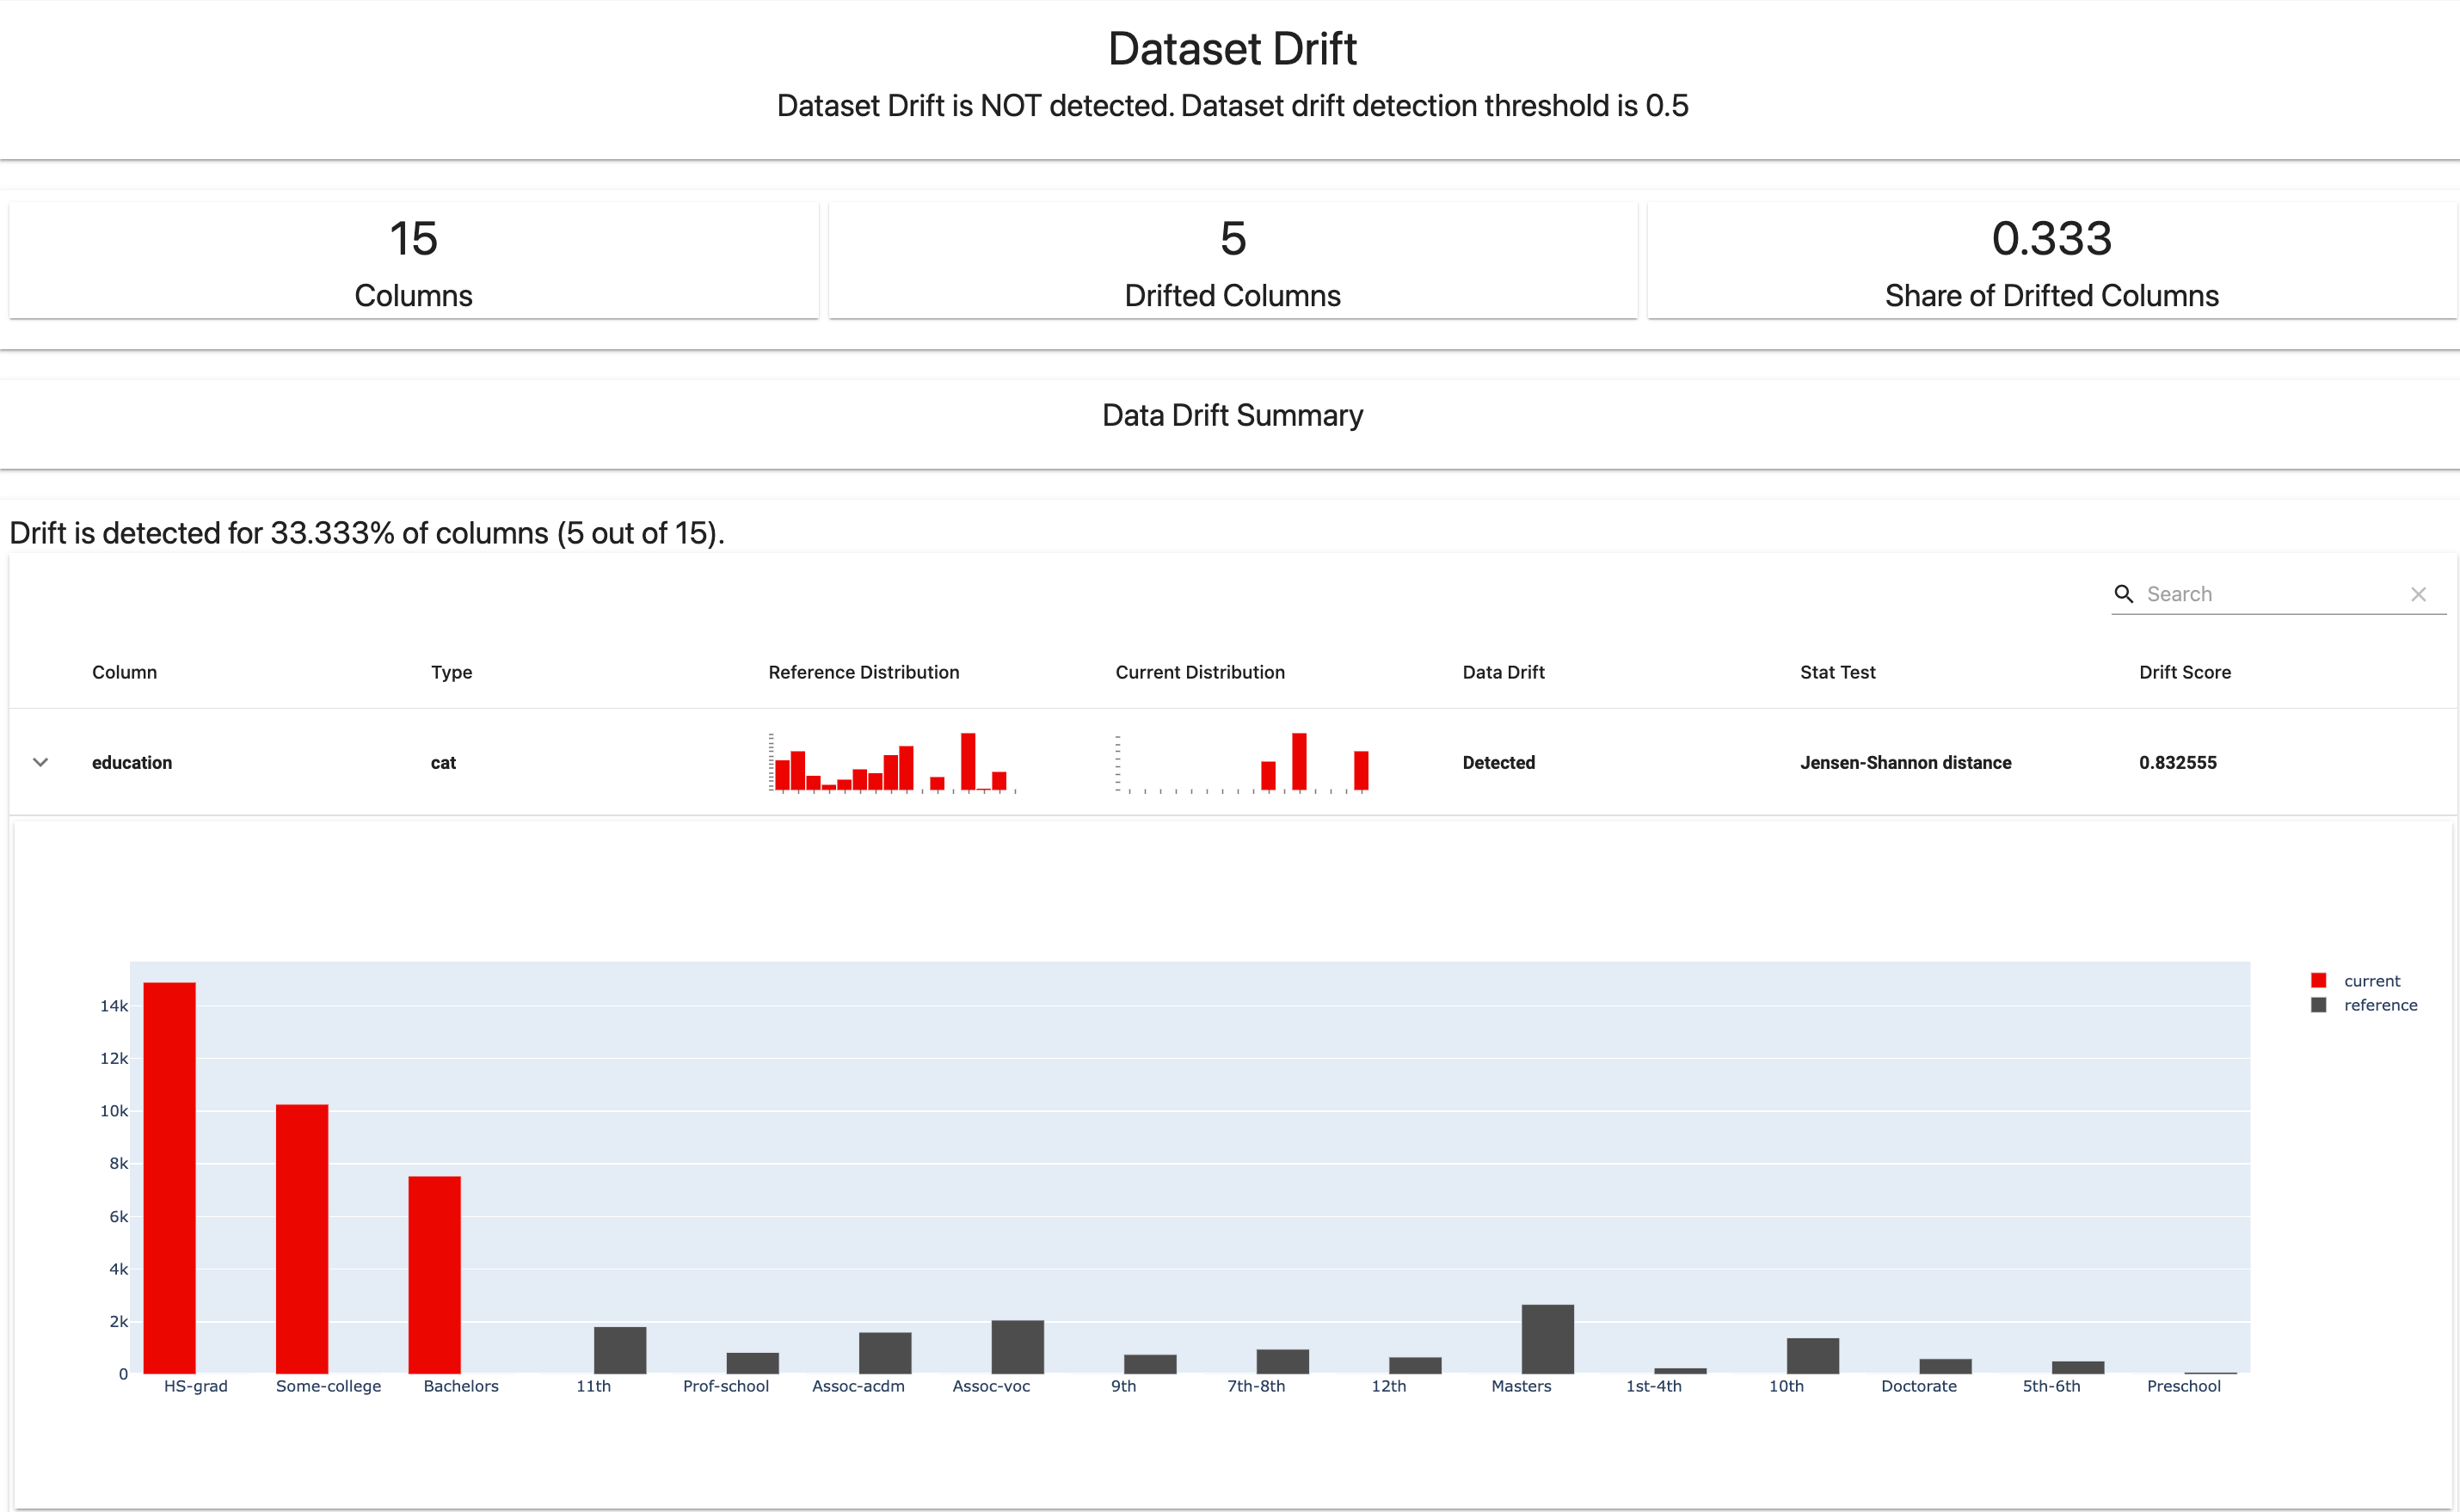 Dataset Drift
Dataset Drift is NOT detected. Dataset drift detection threshold is 0.5
15
Columns
5
Drifted Columns
0.333
Share of Drifted Columns
Data Drift Summary
Drift is detected for 33.333% of columns (5 out of 15).
Search
Column Type Reference Distribution Current Distribution Data Drift Stat Test Drift Score
education cat Detected Jensen-Shannon distance 0.832555
current
reference
14k
12k
10k
8k
6k
4k
2k
0
HS-grad Some-college Bachelors 11th Prof-school Assoc-acdm Assoc-voc 9th 7th-8th 12th Masters 1st-4th 10th Doctorate 5th-6th Preschool